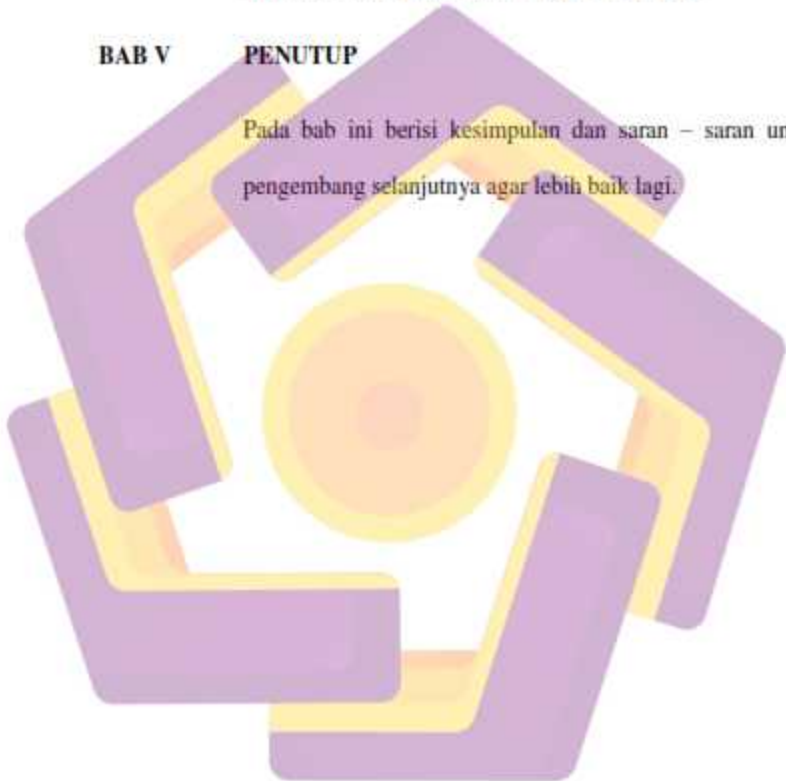 BAB V PENUTUP
Pada bab ini berisi kesimpulan dan saran – saran
pengembang selanjutnya agar lebih baik lagi.